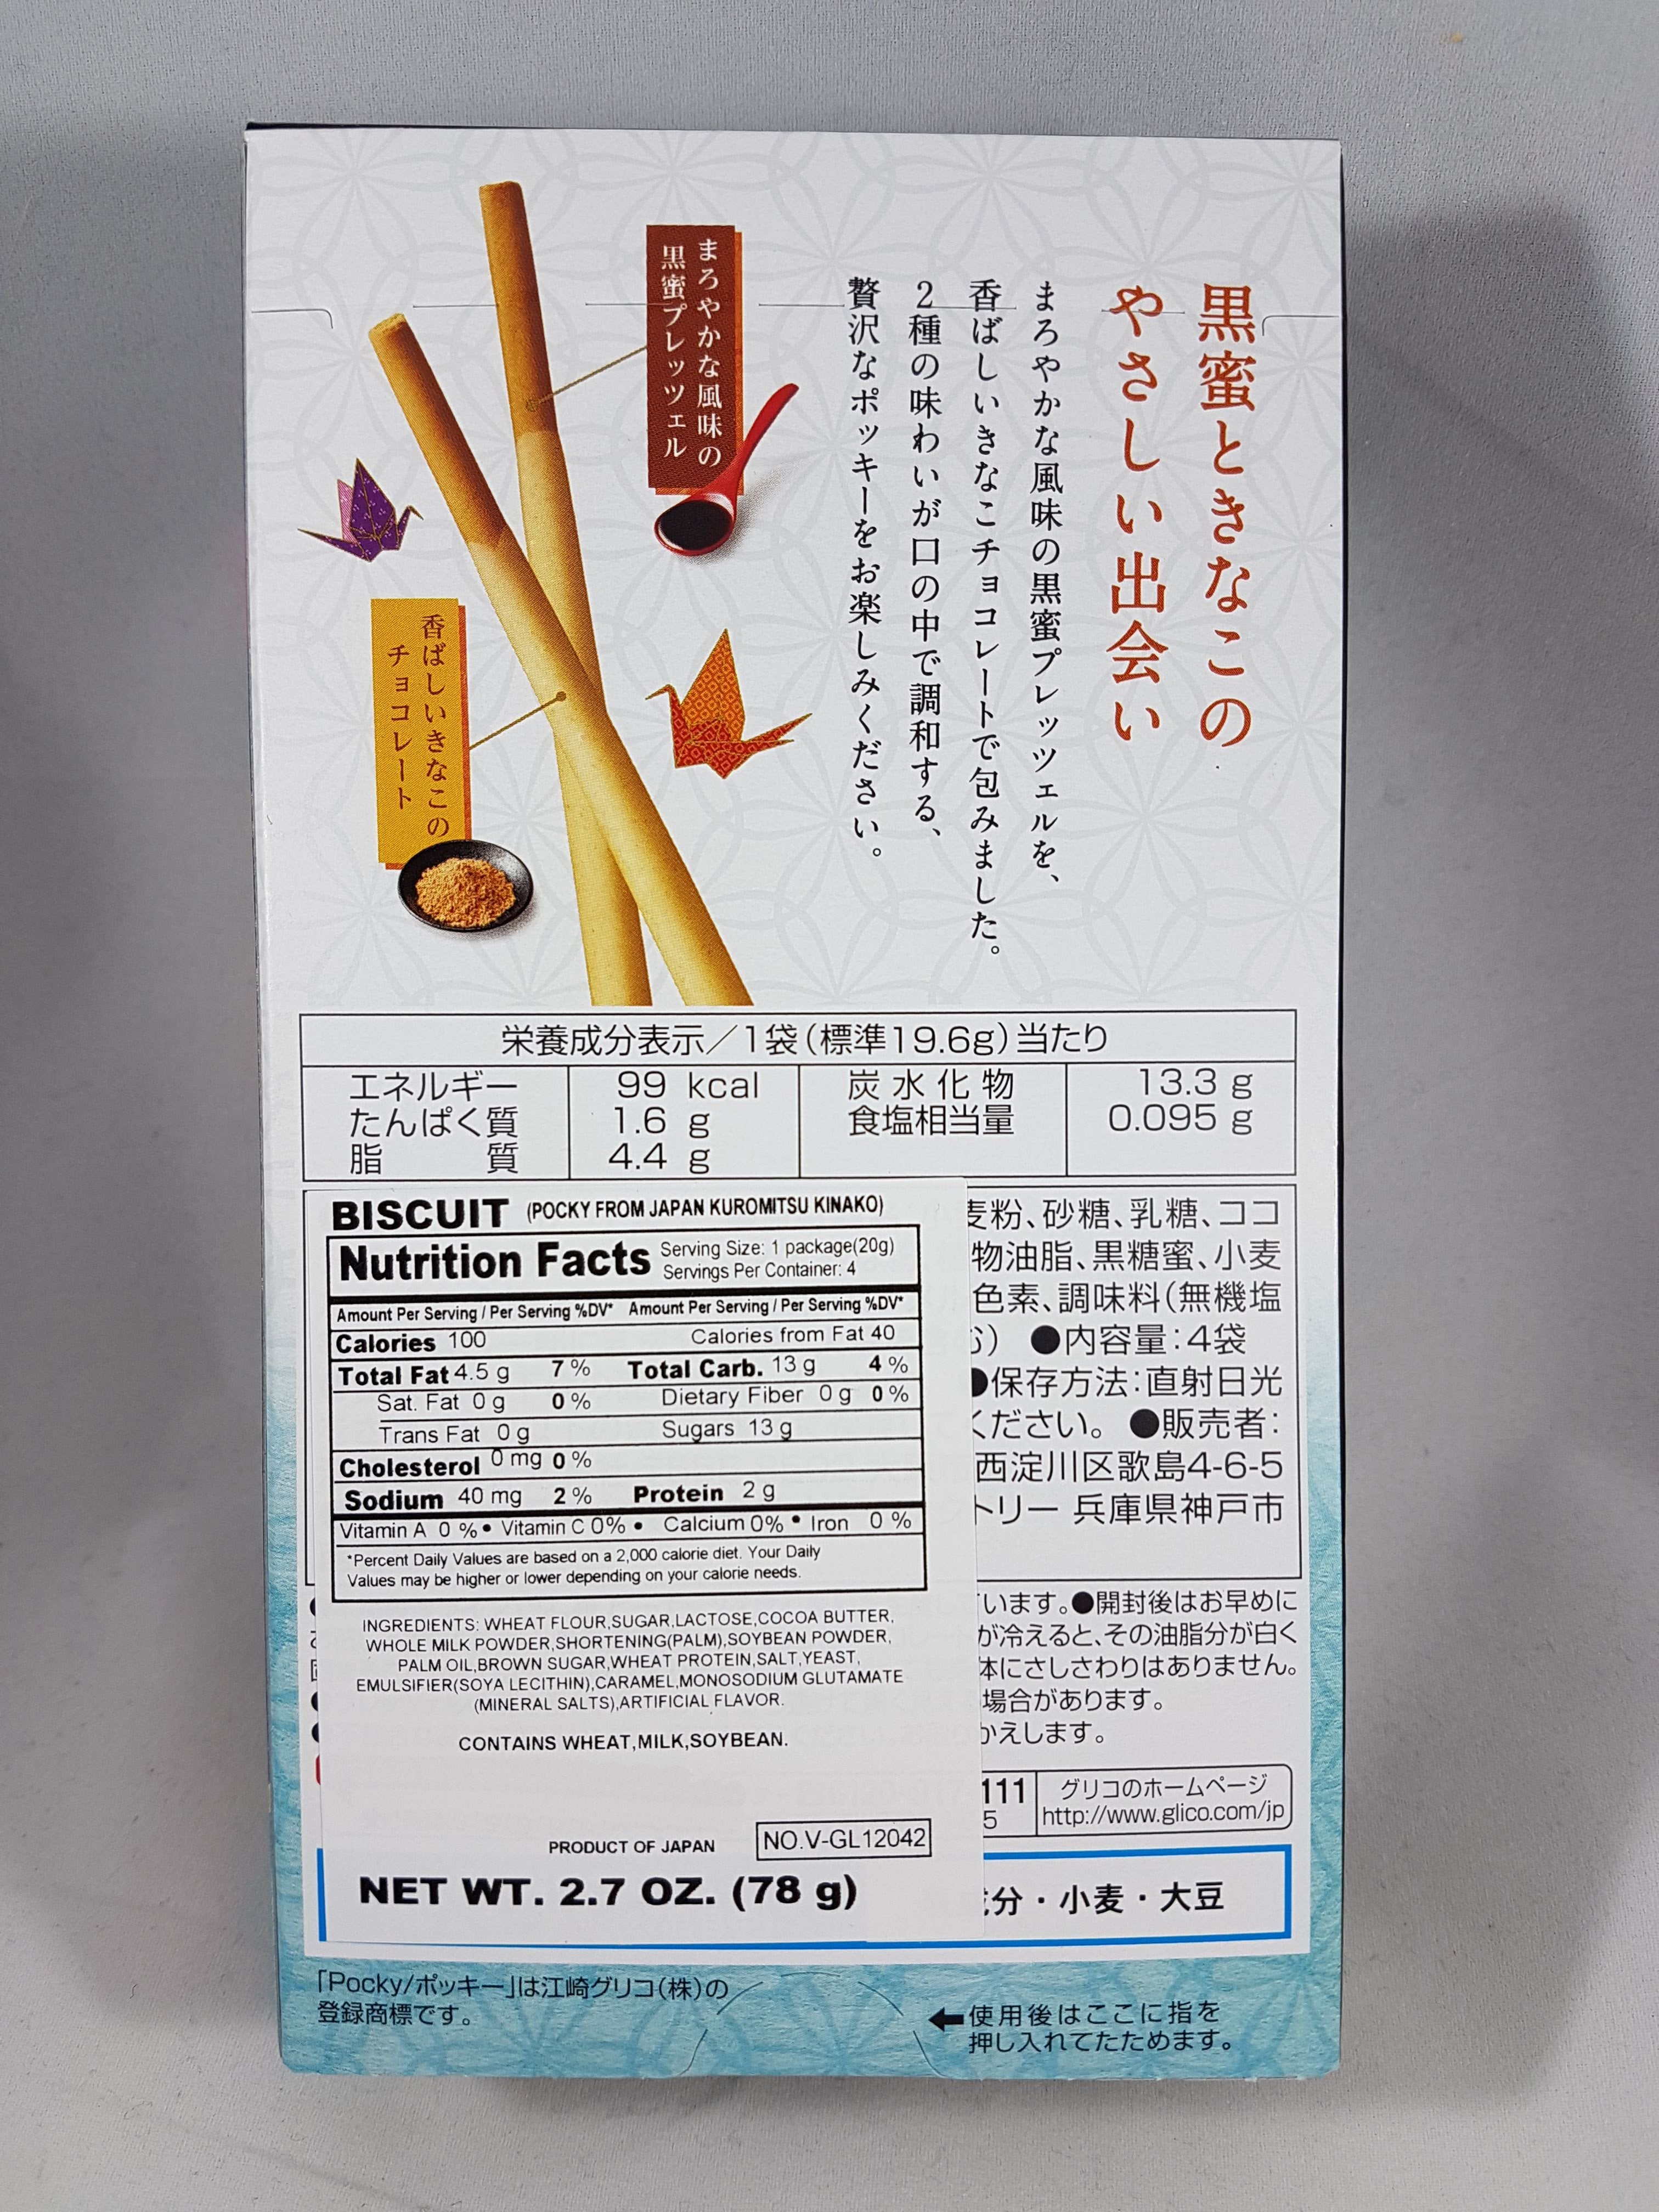 黒蜜ときなこの
やさしい出会い
まろやかな風味の黒蜜プレッツェルを、
香ばしいきなこチョコレートで包みました。
2種の味わいが口の中で調和する、
贅沢なポッキーをお楽しみください。
まろやかな風味の
黒蜜プレッツェル
香ばしいきなこの
チョコレート
栄養成分表示／1袋(標準19.6g)当たり
エネルギー 99 kcal 炭水化物 13.3 g
たんぱく質 1.6 g 食塩相当量 0.095 g
脂質 4.4 g
BISCUIT (POCKY FROM JAPAN KUROMITSU KINAKO)
Nutrition Facts Serving Size: 1 package(20g)
Servings Per Container: 4
Amount Per Serving / Per Serving %DV* Amount Per Serving / Per Serving %DV*
Calories 100 Calories from Fat 40
Total Fat 4.5 g 7 % Total Carb. 13 g 4 %
Sat. Fat 0 g 0 % Dietary Fiber 0 g 0 %
Trans Fat 0 g Sugars 13 g
Cholesterol 0 mg 0 %
Sodium 40 mg 2 % Protein 2 g
Vitamin A 0 % • Vitamin C 0% • Calcium 0% • Iron 0 %
*Percent Daily Values are based on a 2,000 calorie diet. Your Daily
Values may be higher or lower depending on your calorie needs.
INGREDIENTS: WHEAT FLOUR,SUGAR,LACTOSE,COCOA BUTTER,
WHOLE MILK POWDER,SHORTENING(PALM),SOYBEAN POWDER,
PALM OIL,BROWN SUGAR,WHEAT PROTEIN,SALT,YEAST,
EMULSIFIER(SOYA LECITHIN),CARAMEL,MONOSODIUM GLUTAMATE
(MINERAL SALTS),ARTIFICIAL FLAVOR.
CONTAINS WHEAT,MILK,SOYBEAN.
PRODUCT OF JAPAN NO.V-GL12042
NET WT. 2.7 OZ. (78 g)
麦粉、砂糖、乳糖、ココ
物油脂、黒糖蜜、小麦
色素、調味料(無機塩
) ●内容量:4袋
●保存方法:直射日光
ください。 ●販売者:
西淀川区歌島4-6-5
トリー 兵庫県神戸市
います。●開封後はお早めに
が冷えると、その油脂分が白く
体にさしさわりはありません。
場合があります。
かえします。
111
5
グリコのホームページ
http://www.glico.com/jp
分・小麦・大豆
「Pocky/ポッキー」は江崎グリコ(株)の
登録商標です。
←使用後はここに指を
押し入れてたためます。